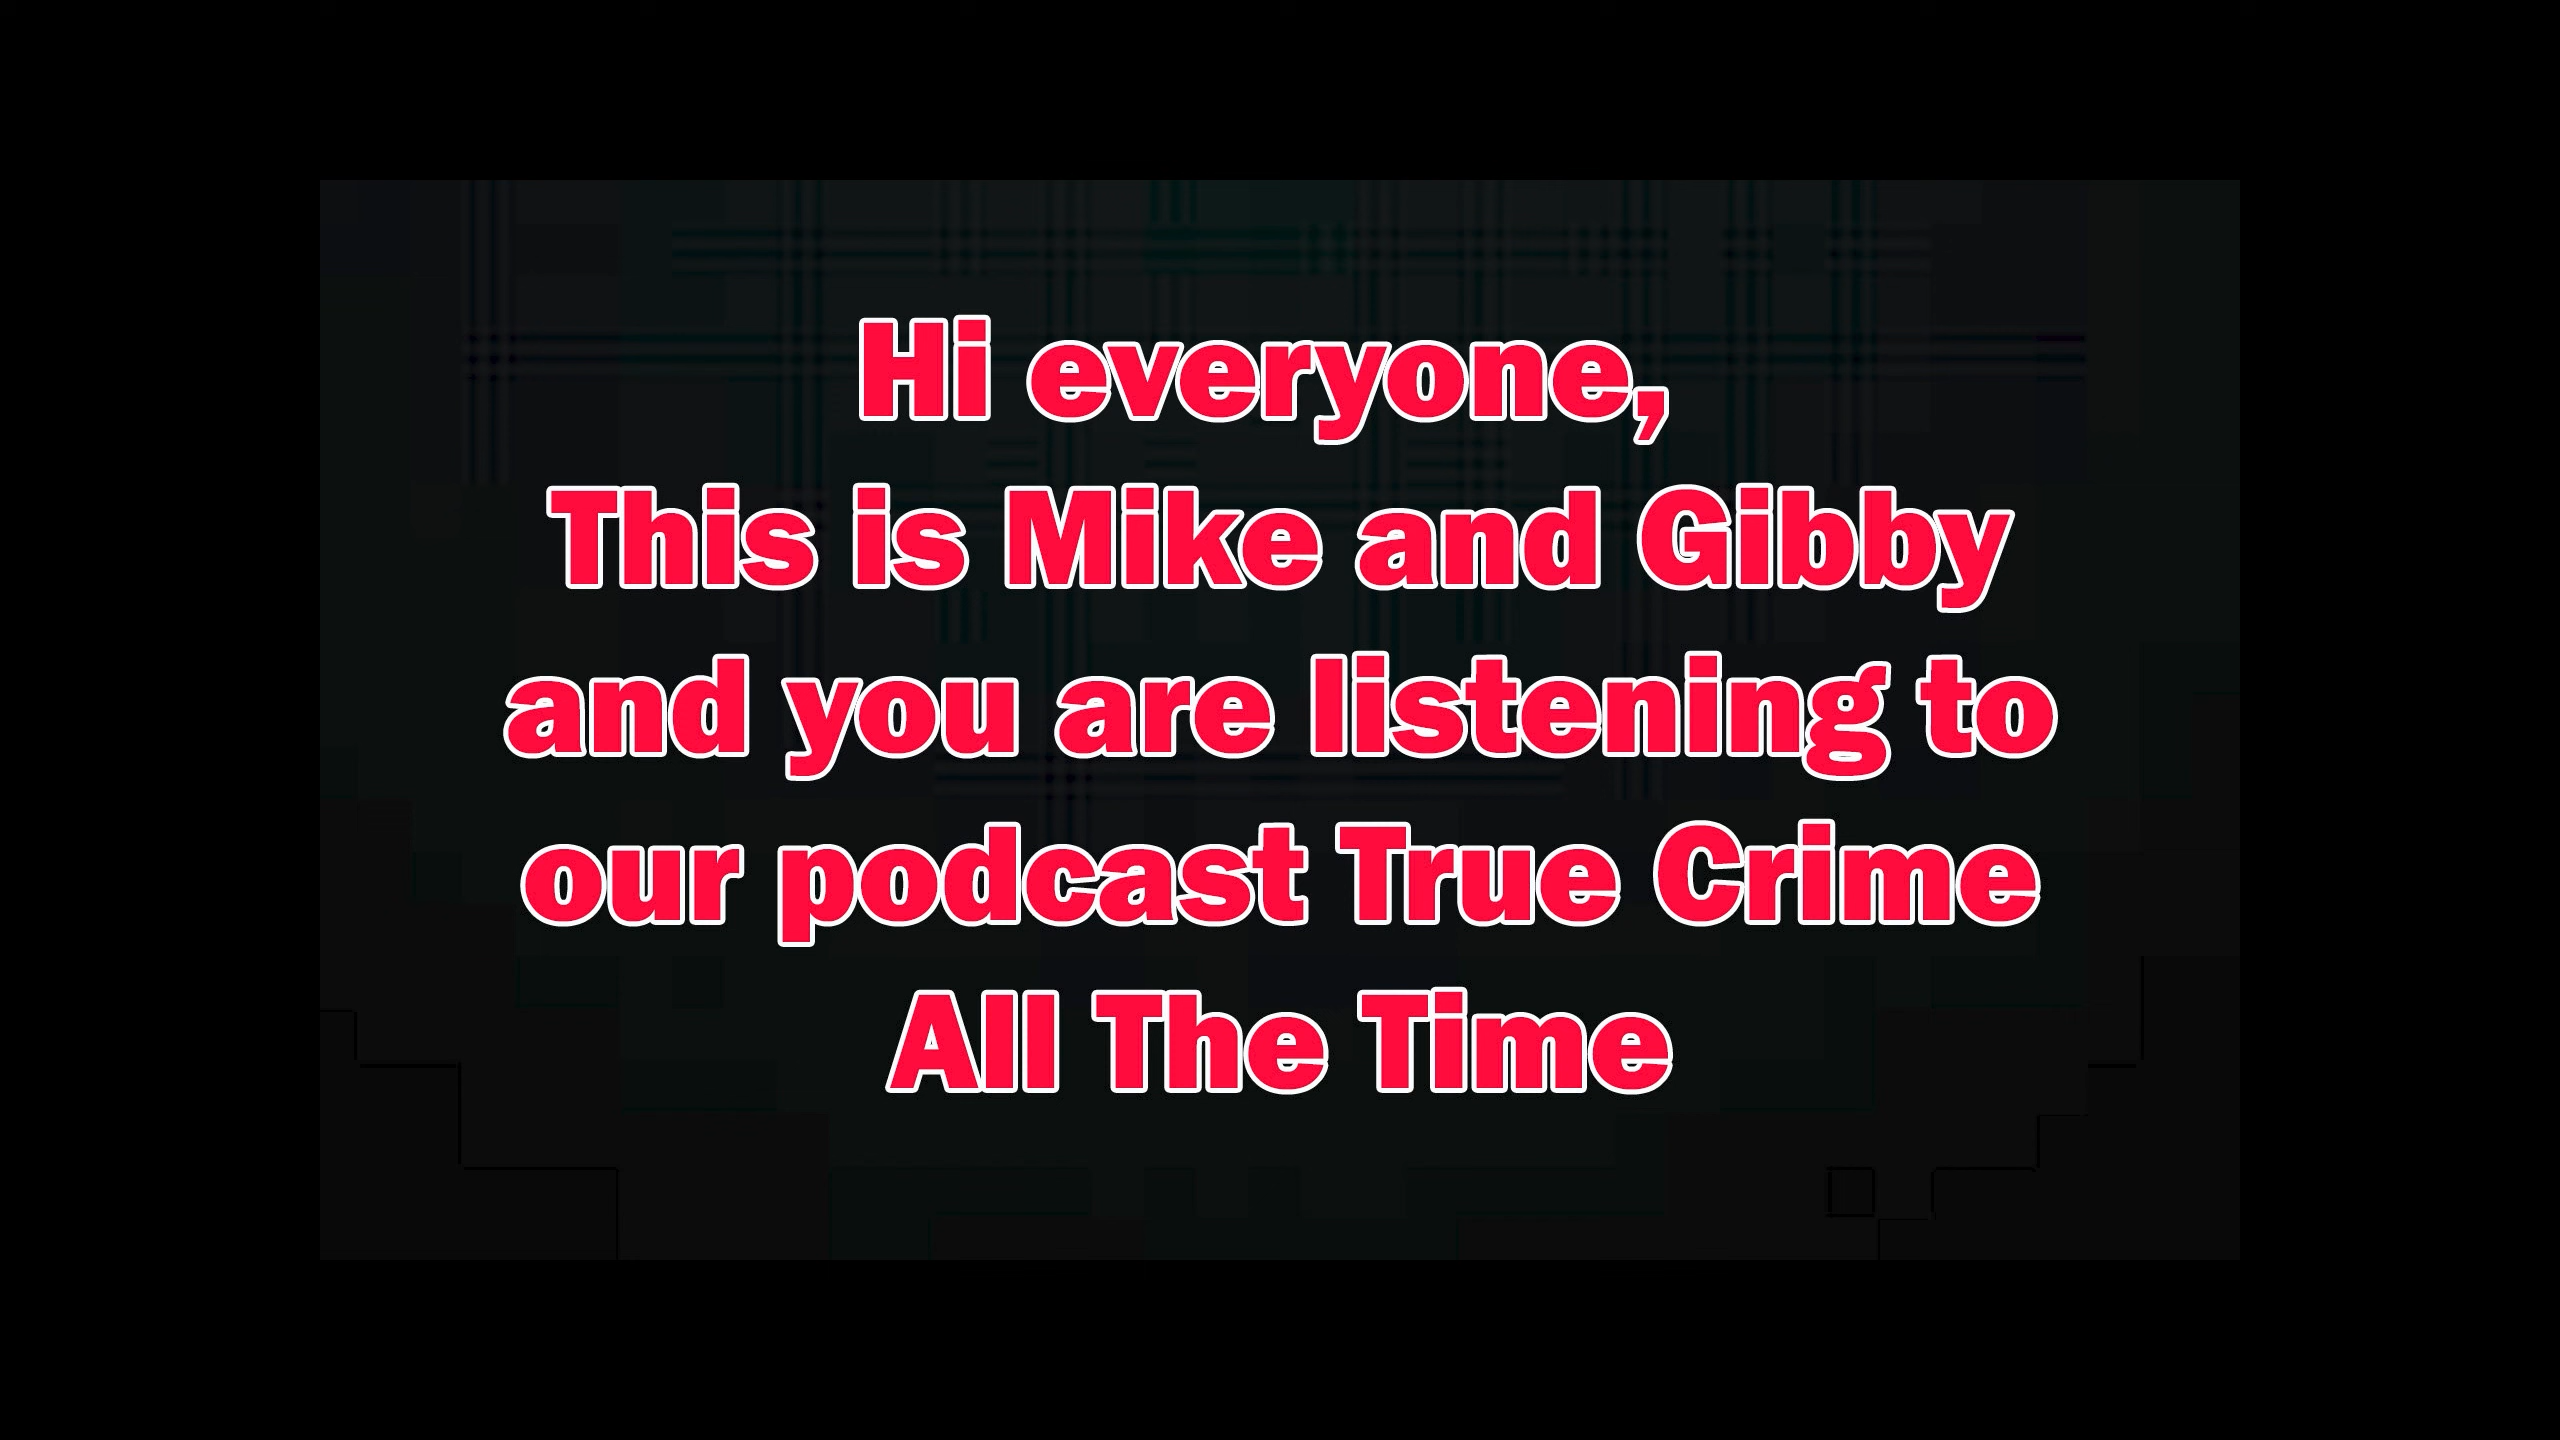 Hi everyone,
This is Mike and Gibby
and you are listening to
our podcast True Crime
All The Time